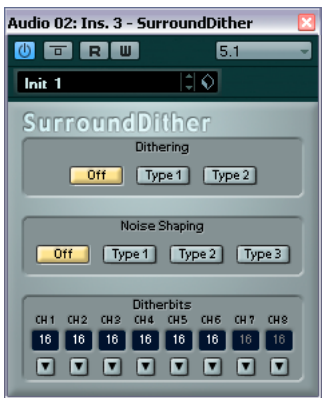 Audio 02: Ins. 3 - SurroundDither
R W 5.1
Init 1
SurroundDither
Dithering
Off Type 1 Type 2
Noise Shaping
Off Type 1 Type 2 Type 3
Ditherbits
CH 1 CH 2 CH 3 CH 4 CH 5 CH 6 CH 7 CH 8
16 16 16 16 16 16 16 16